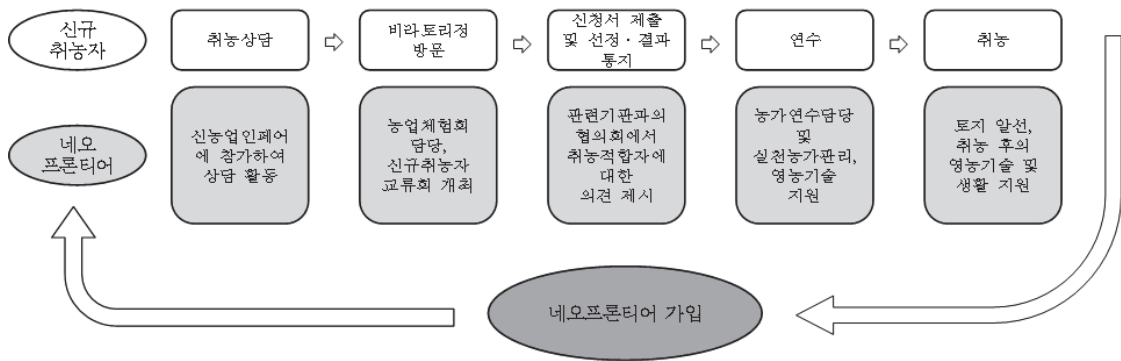 신규
취농자
취농상담
비라토리정
방문
신청서 제출
및 선정·결과
통지
연수
취농
네오
프론티어
신농업인페어
에 참가하여
상담 활동
농업체험회
담당,
신규취농자
교류회 개최
관련기관과의
협의회에서
취농적합자에
대한
의견 제시
농가연수담당
및
실천농가관리,
영농기술
지원
토지 알선,
취농 후의
영농기술 및
생활 지원
네오프론티어 가입